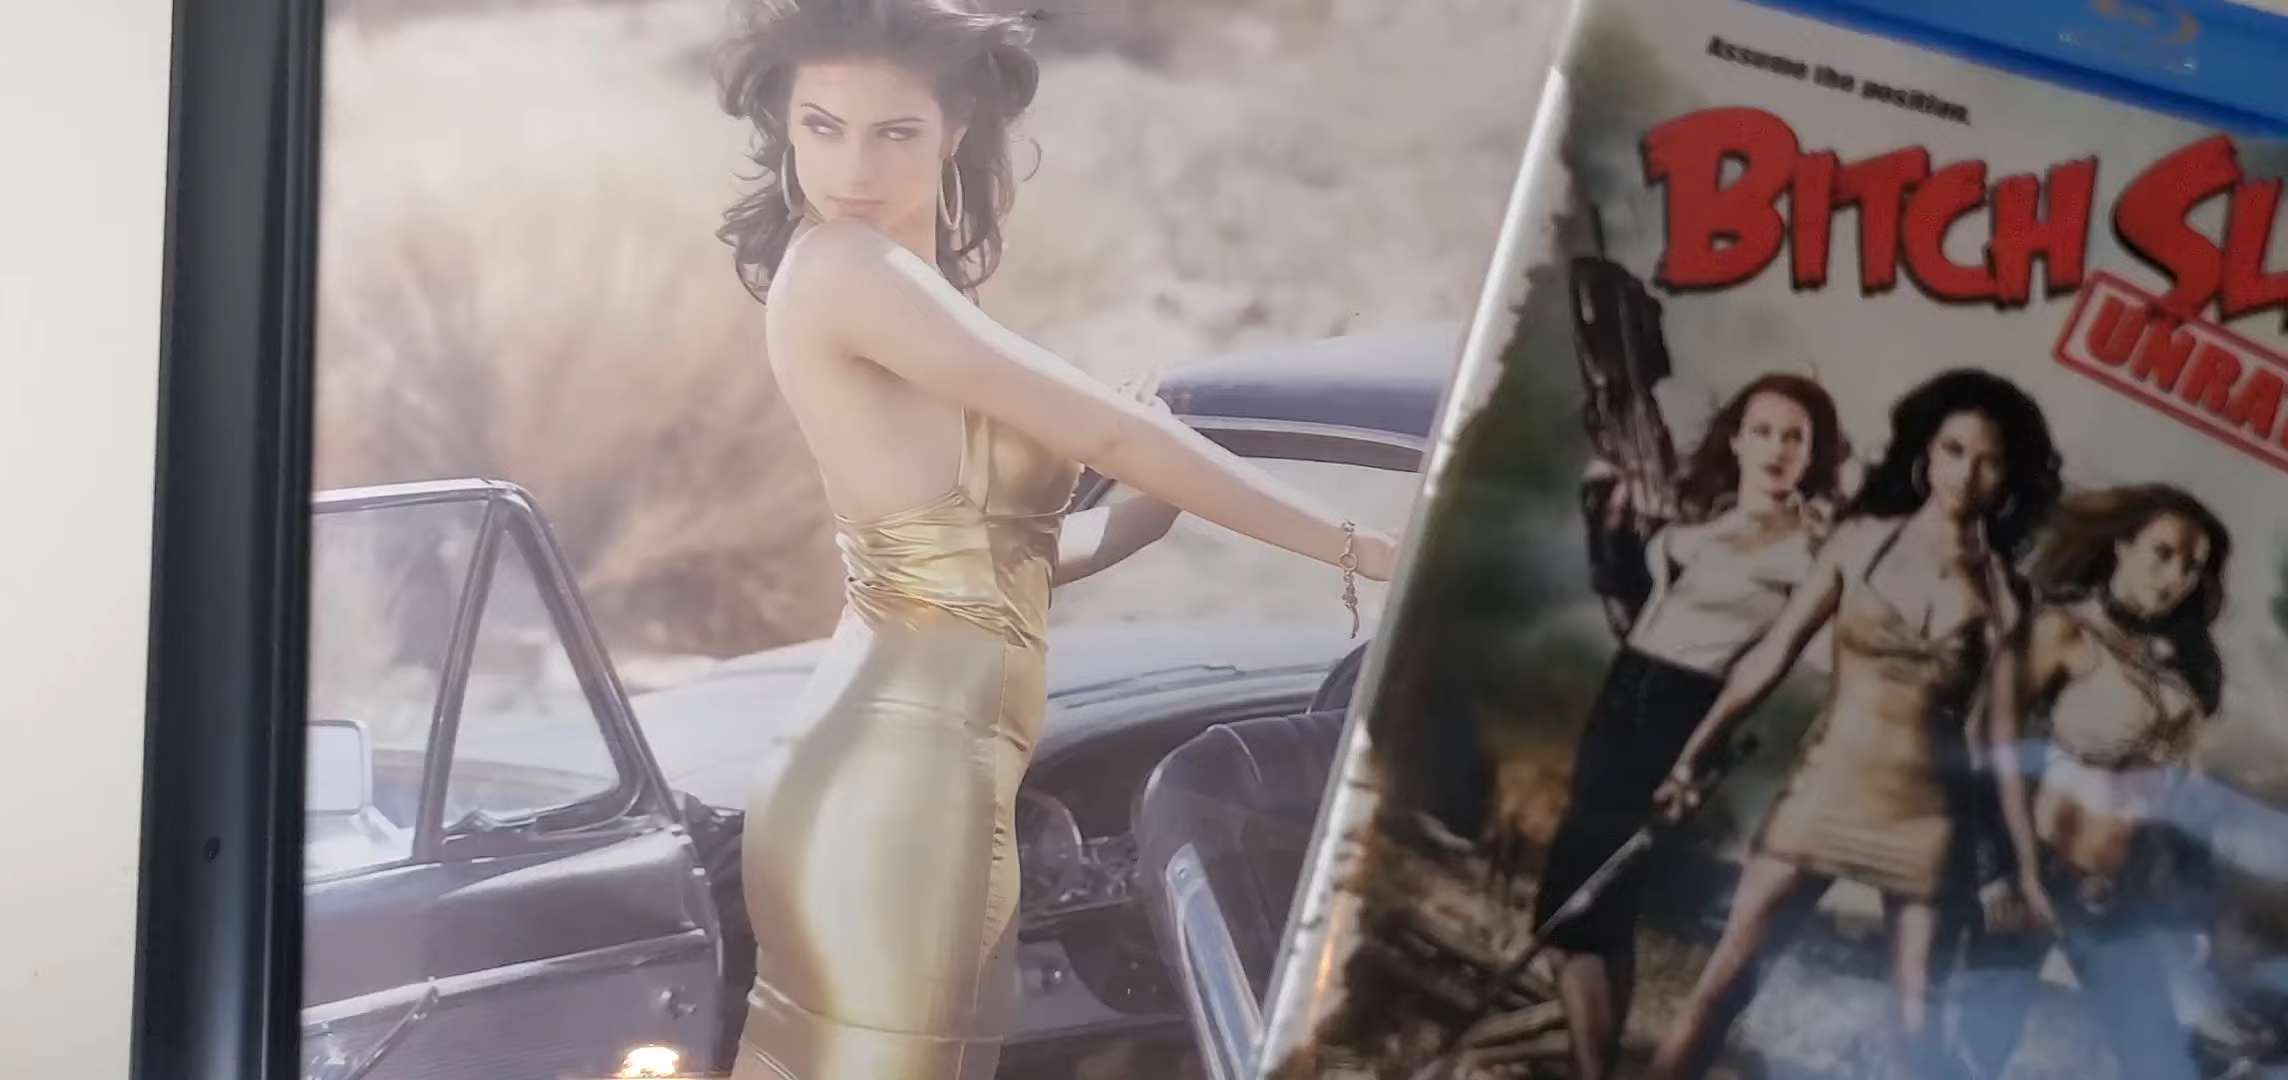 Assume the position.
BITCH SL
UNRA